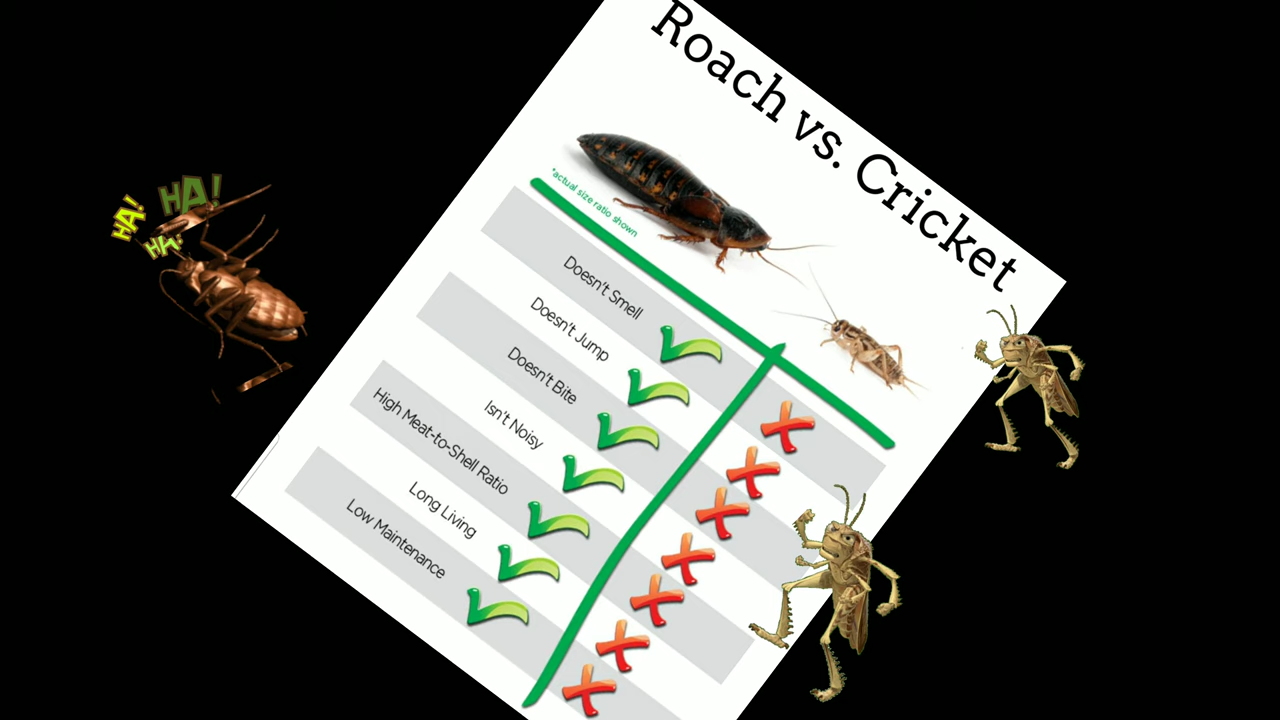 Roach vs. Cricket
*actual size ratio shown
HA!
HA!
HA!
Doesn't Smell
Doesn't Jump
Doesn't Bite
Isn't Noisy
High Meat-to-Shell Ratio
Long Living
Low Maintenance